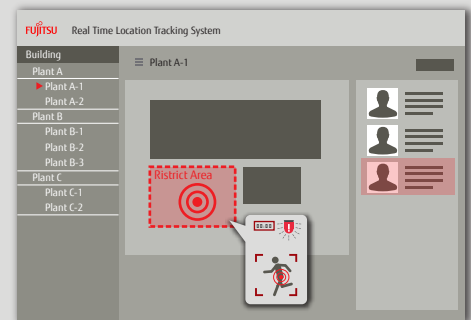 FUJITSU Real Time Location Tracking System
Building
Plant A
Plant A-1
Plant A-2
Plant B
Plant B-1
Plant B-2
Plant B-3
Plant C
Plant C-1
Plant C-2
Plant A-1
Ristrict Area
00:00